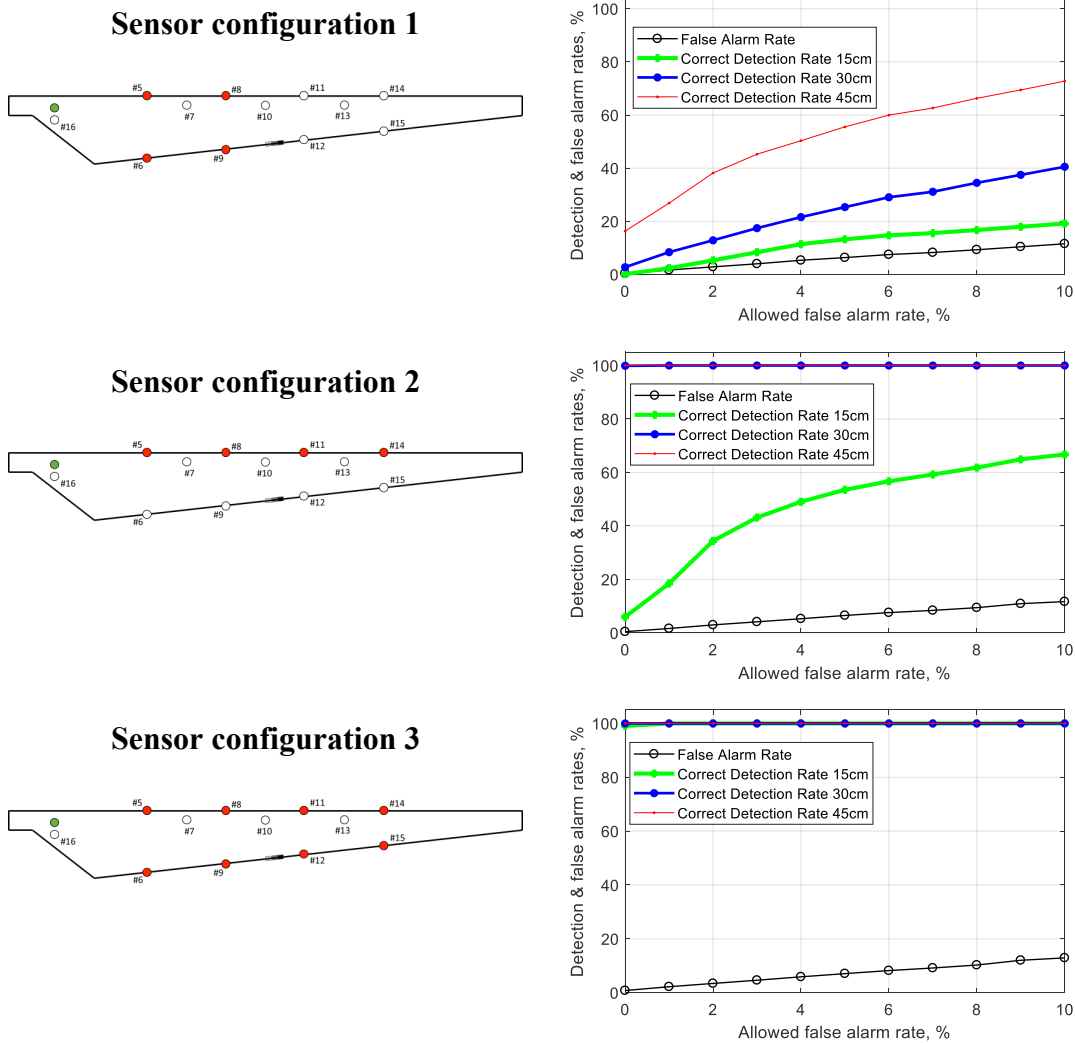 Sensor configuration 1
#5
#8
#11
#14
#7
#10
#13
#16
#15
#12
#9
#6
Detection & false alarm rates, %
100
80
60
40
20
0
False Alarm Rate
Correct Detection Rate 15cm
Correct Detection Rate 30cm
Correct Detection Rate 45cm
0 2 4 6 8 10
Allowed false alarm rate, %
Sensor configuration 2
#5
#8
#11
#14
#7
#10
#13
#16
#15
#12
#9
#6
Detection & false alarm rates, %
100
80
60
40
20
0
False Alarm Rate
Correct Detection Rate 15cm
Correct Detection Rate 30cm
Correct Detection Rate 45cm
0 2 4 6 8 10
Allowed false alarm rate, %
Sensor configuration 3
#5
#8
#11
#14
#7
#10
#13
#16
#15
#12
#9
#6
Detection & false alarm rates, %
100
80
60
40
20
0
False Alarm Rate
Correct Detection Rate 15cm
Correct Detection Rate 30cm
Correct Detection Rate 45cm
0 2 4 6 8 10
Allowed false alarm rate, %